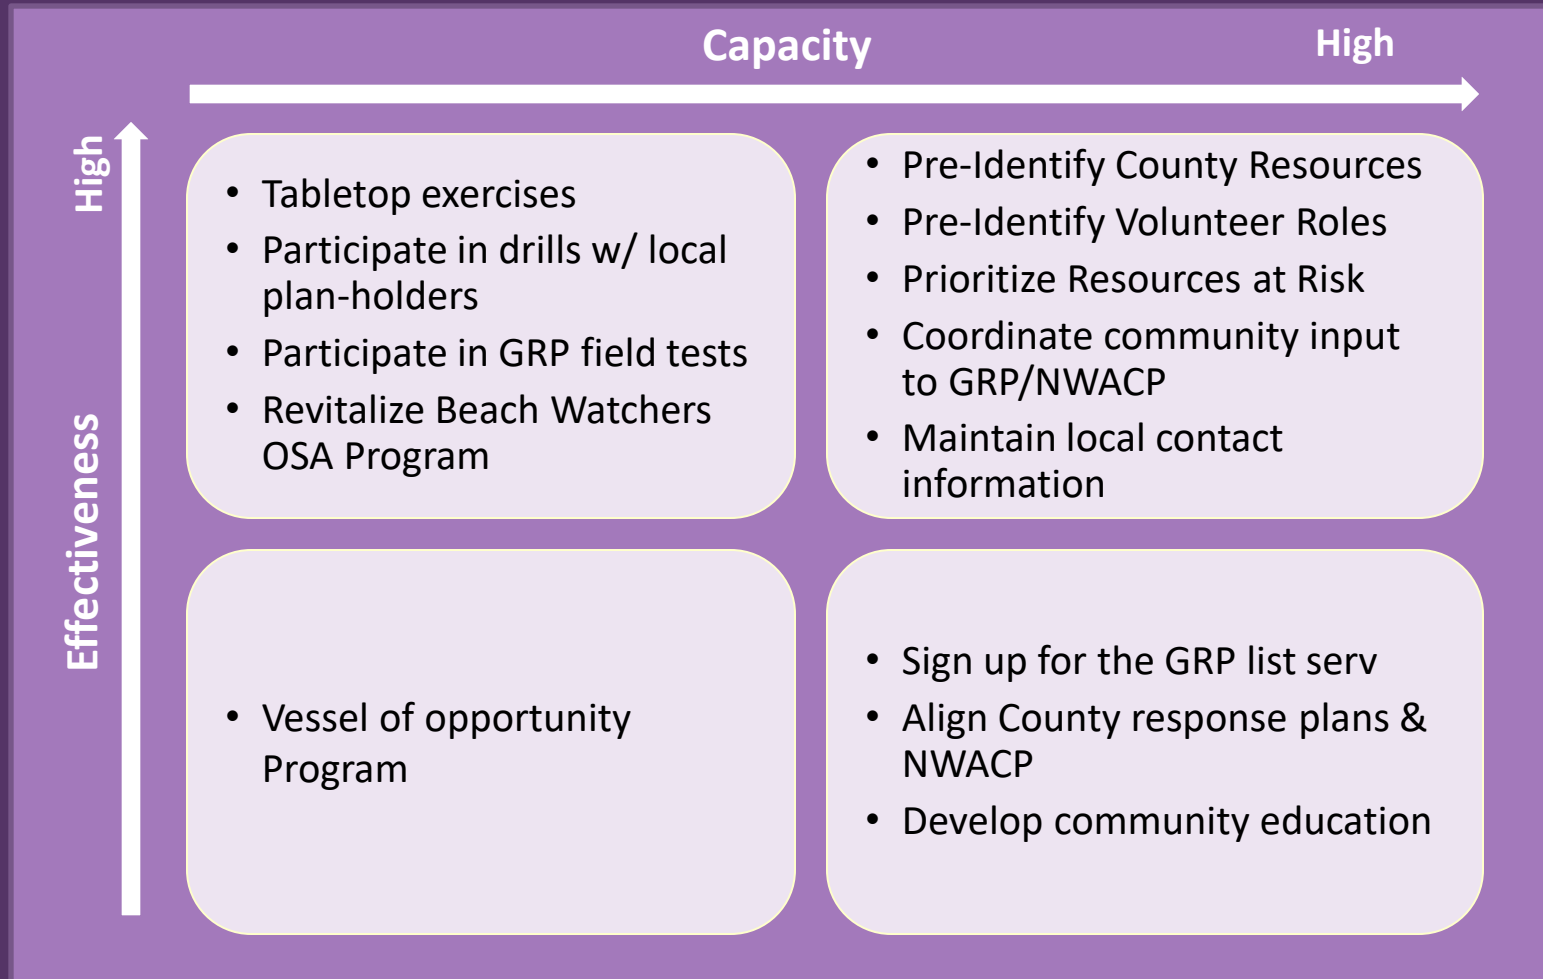 Capacity
High
High
Effectiveness
• Tabletop exercises
• Participate in drills w/ local
plan-holders
• Participate in GRP field tests
• Revitalize Beach Watchers
OSA Program
• Pre-Identify County Resources
• Pre-Identify Volunteer Roles
• Prioritize Resources at Risk
• Coordinate community input
to GRP/NWACP
• Maintain local contact
information
• Vessel of opportunity
Program
• Sign up for the GRP list serv
• Align County response plans &
NWACP
• Develop community education